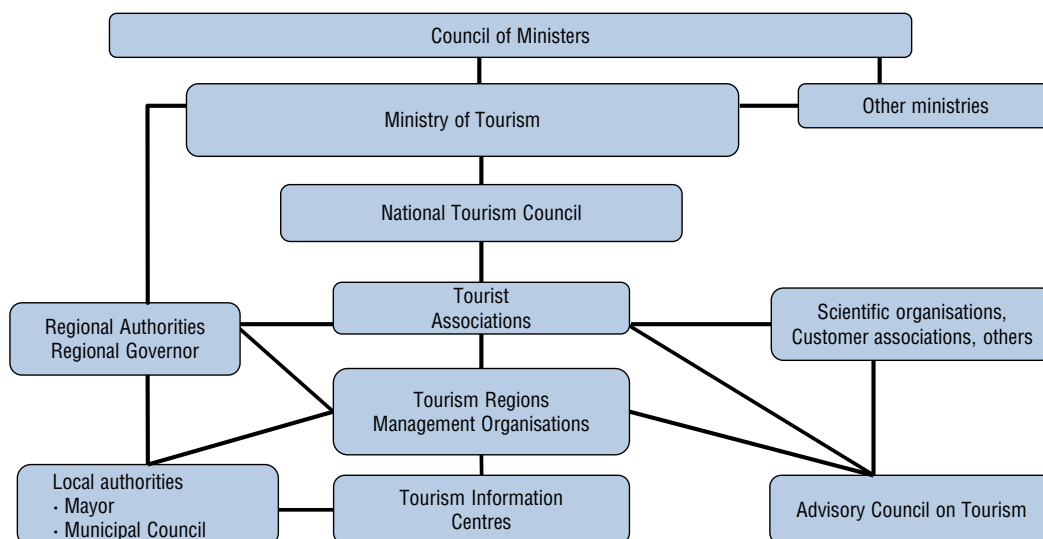 Council of Ministers
Ministry of Tourism
Other ministries
National Tourism Council
Tourist
Associations
Regional Authorities
Regional Governor
Scientific organisations,
Customer associations, others
Tourism Regions
Management Organisations
Local authorities
· Mayor
· Municipal Council
Tourism Information
Centres
Advisory Council on Tourism